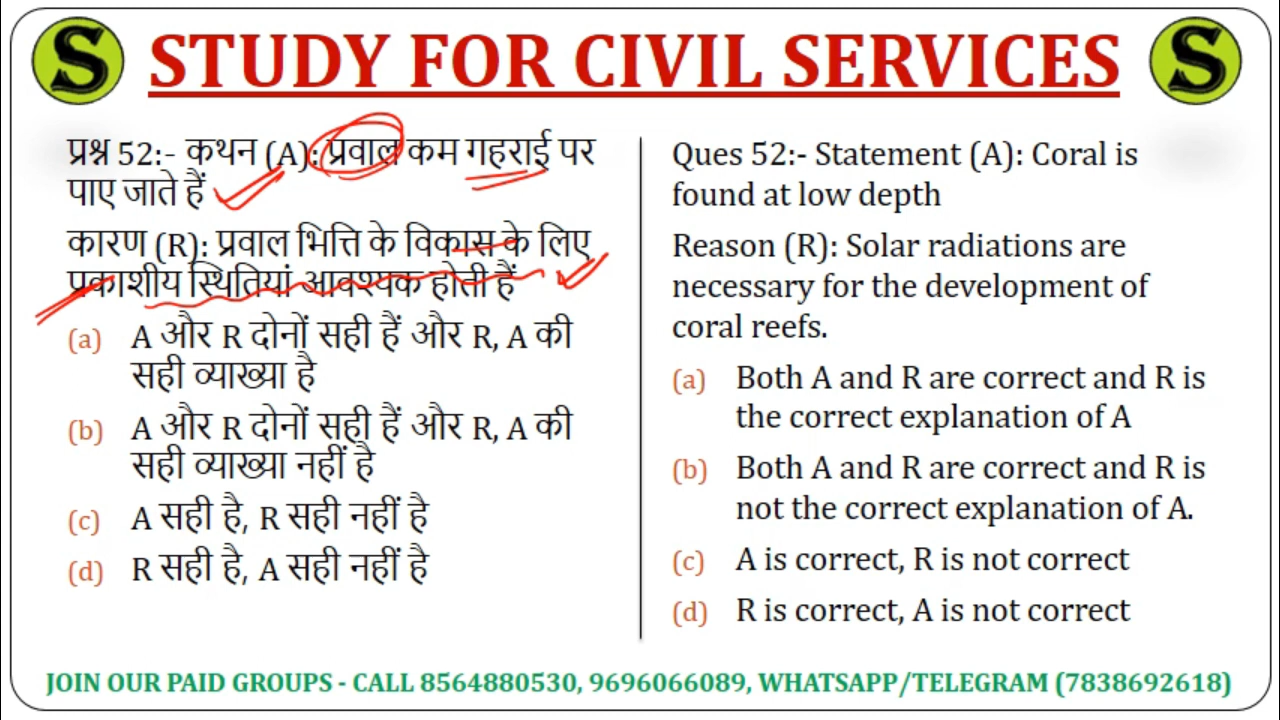 S STUDY FOR CIVIL SERVICES S
प्रश्न 52:- कथन (A): प्रवाल कम गहराई पर
पाए जाते हैं
कारण (R): प्रवाल भित्ति के विकास के लिए
प्रकाशीय स्थितियां आवश्यक होती हैं
(a) A और R दोनों सही हैं और R, A की
सही व्याख्या है
(b) A और R दोनों सही हैं और R, A की
सही व्याख्या नहीं है
(c) A सही है, R सही नहीं है
(d) R सही है, A सही नहीं है
Ques 52:- Statement (A): Coral is
found at low depth
Reason (R): Solar radiations are
necessary for the development of
coral reefs.
(a) Both A and R are correct and R is
the correct explanation of A
(b) Both A and R are correct and R is
not the correct explanation of A.
(c) A is correct, R is not correct
(d) R is correct, A is not correct
JOIN OUR PAID GROUPS - CALL 8564880530, 9696066089, WHATSAPP/TELEGRAM (7838692618)